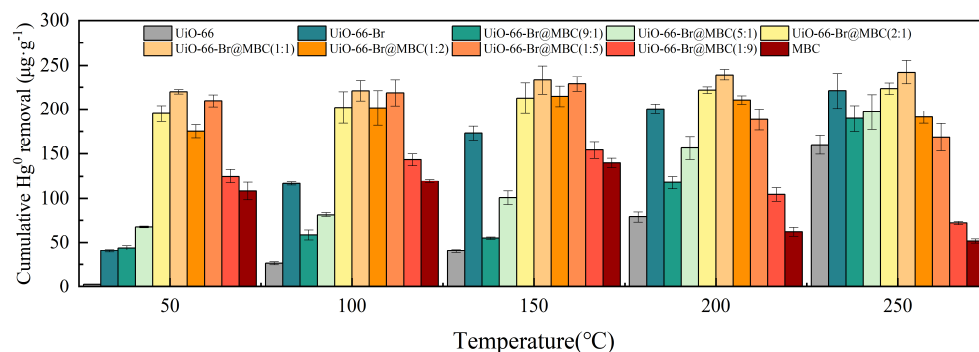 300
250
200
150
100
50
0
Cumulative Hg⁰ removal (μg·g⁻¹)
UiO-66 UiO-66-Br UiO-66-Br@MBC(9:1) UiO-66-Br@MBC(5:1) UiO-66-Br@MBC(2:1)
UiO-66-Br@MBC(1:1) UiO-66-Br@MBC(1:2) UiO-66-Br@MBC(1:5) UiO-66-Br@MBC(1:9) MBC
50 100 150 200 250
Temperature(℃)